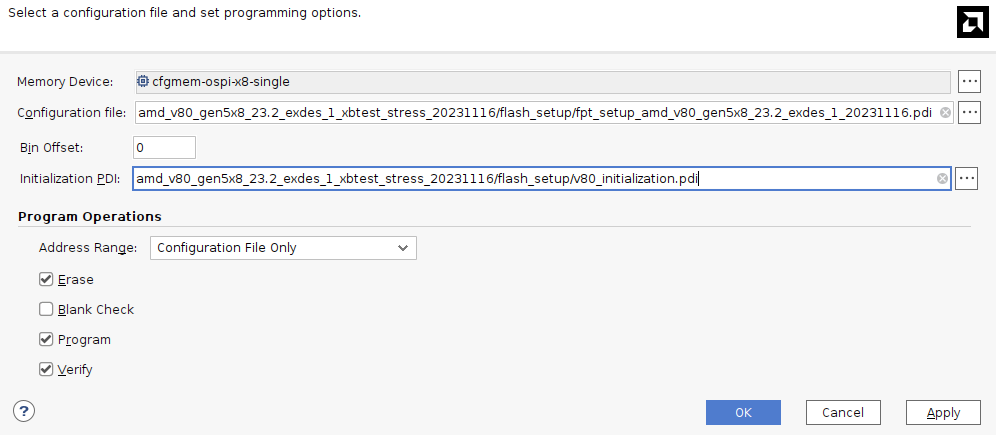 Select a configuration file and set programming options.
Memory Device: cfgmem-ospi-x8-single ...
Configuration file: amd_v80_gen5x8_23.2_exdes_1_xbtest_stress_20231116/flash_setup/fpt_setup_amd_v80_gen5x8_23.2_exdes_1_20231116.pdi ...
Bin Offset: 0
Initialization PDI: amd_v80_gen5x8_23.2_exdes_1_xbtest_stress_20231116/flash_setup/v80_initialization.pdi ...
Program Operations
Address Range: Configuration File Only
Erase
Blank Check
Program
Verify
? OK Cancel Apply